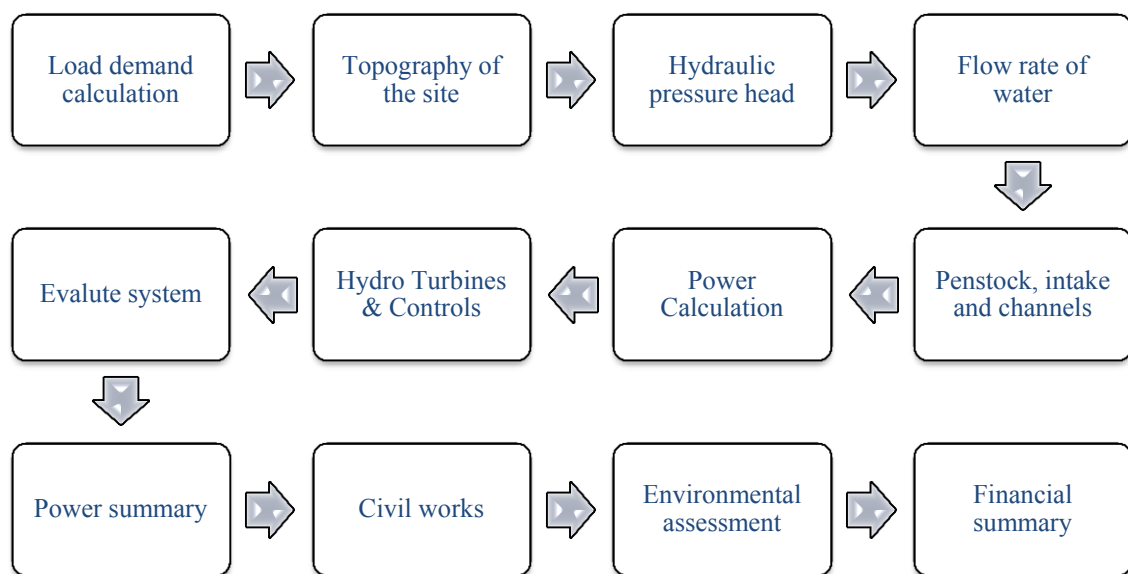 Load demand
calculation
Topography of
the site
Hydraulic
pressure head
Flow rate of
water
Penstock, intake
and channels
Power
Calculation
Hydro Turbines
& Controls
Evalute system
Power summary
Civil works
Environmental
assessment
Financial
summary